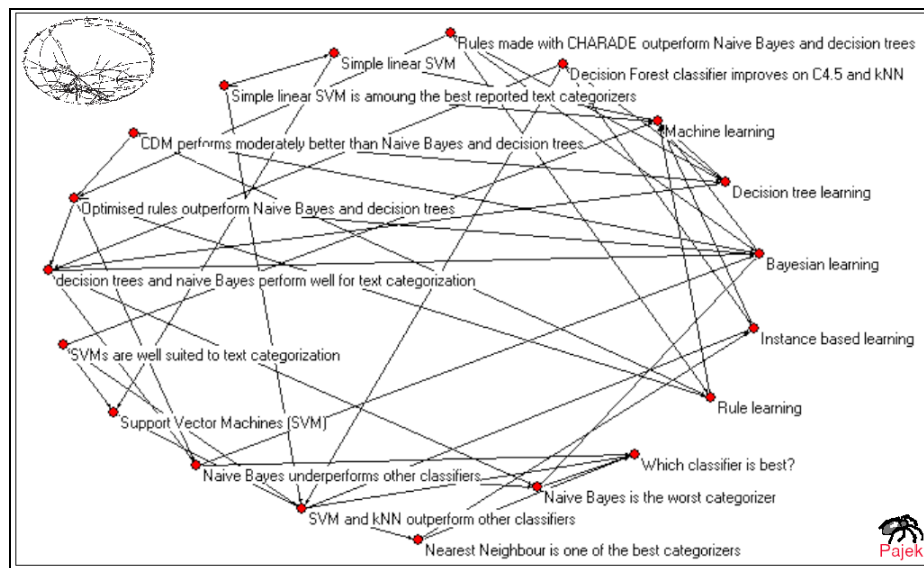 Rules made with CHARADE outperform Naive Bayes and decision trees
Simple linear SVM
Decision Forest classifier improves on C4.5 and kNN
Simple linear SVM is amoung the best reported text categorizers
Machine learning
CDM performs moderately better than Naive Bayes and decision trees
Decision tree learning
Optimised rules outperform Naive Bayes and decision trees
Bayesian learning
decision trees and naive Bayes perform well for text categorization
Instance based learning
SVMs are well suited to text categorization
Rule learning
Support Vector Machines (SVM)
Which classifier is best?
Naive Bayes underperforms other classifiers
Naive Bayes is the worst categorizer
SVM and kNN outperform other classifiers
Nearest Neighbour is one of the best categorizers
Pajek